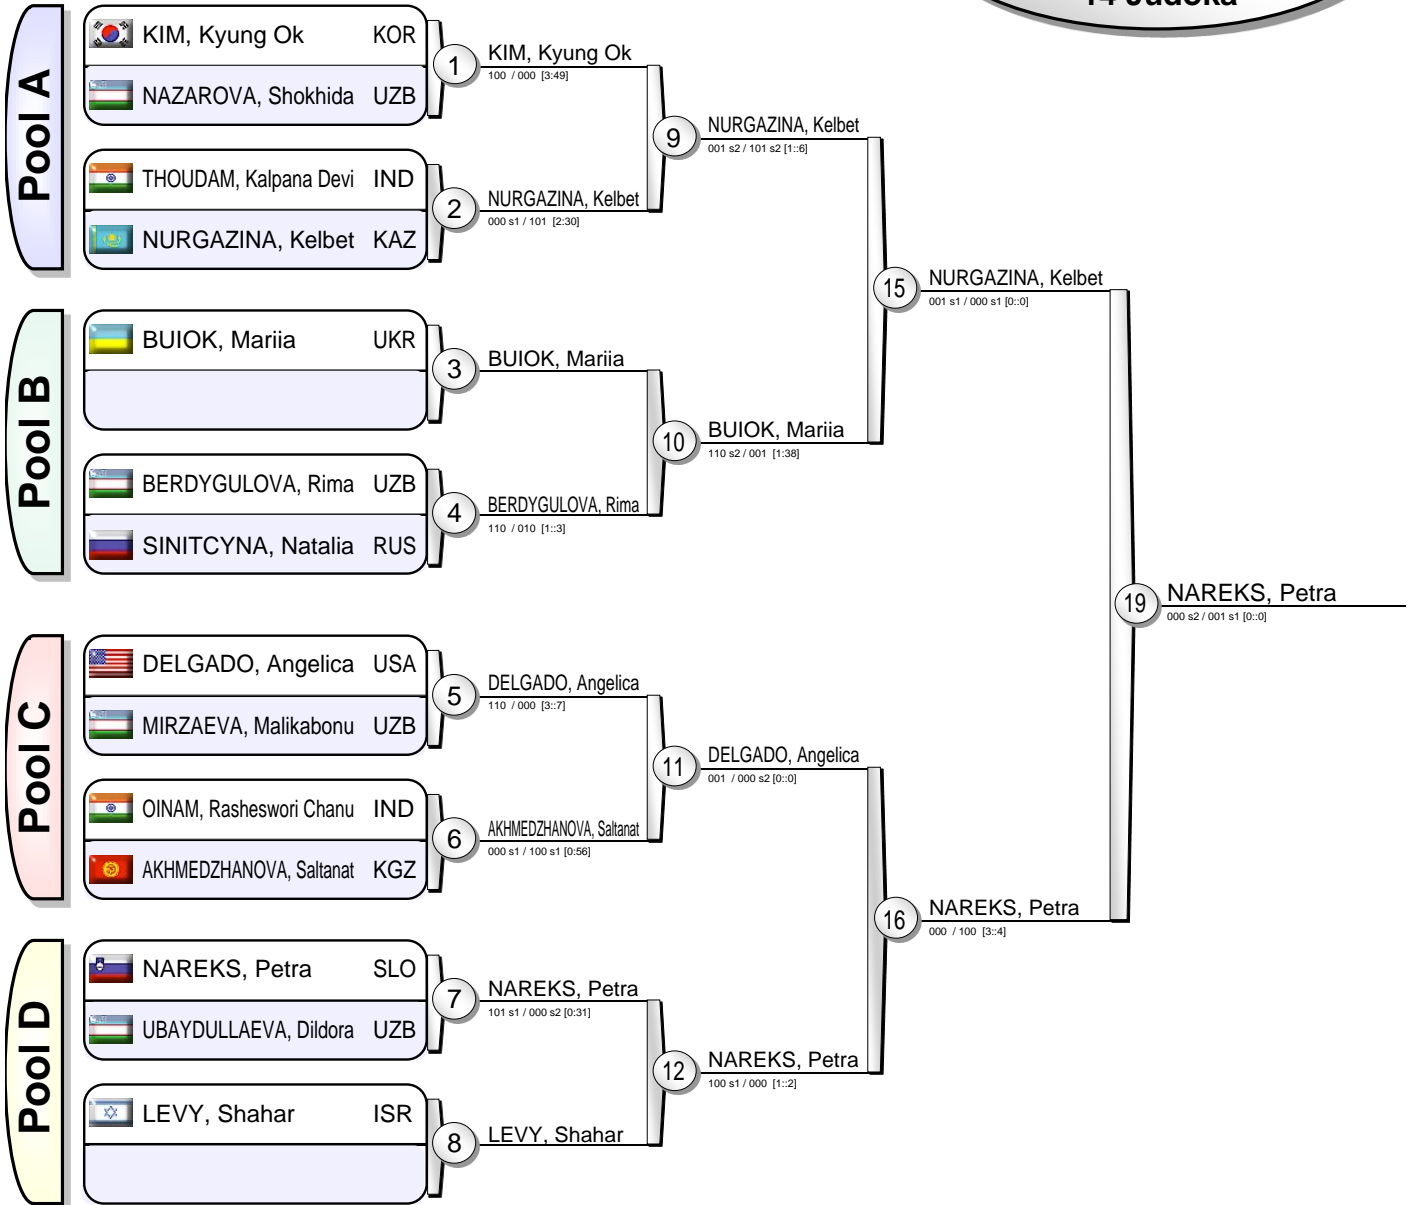 14 Judoka
Pool A
KIM, Kyung Ok KOR
NAZAROVA, Shokhida UZB
1
KIM, Kyung Ok
100 / 000 [3:49]
THOUDAM, Kalpana Devi IND
NURGAZINA, Kelbet KAZ
2
NURGAZINA, Kelbet
000 s1 / 101 [2:30]
9
NURGAZINA, Kelbet
001 s2 / 101 s2 [1::6]
Pool B
BUIOK, Mariia UKR
3
BUIOK, Mariia
BERDYGULOVA, Rima UZB
SINITCYNA, Natalia RUS
4
BERDYGULOVA, Rima
110 / 010 [1::3]
10
BUIOK, Mariia
110 s2 / 001 [1:38]
15
NURGAZINA, Kelbet
001 s1 / 000 s1 [0::0]
Pool C
DELGADO, Angelica USA
MIRZAEVA, Malikabonu UZB
5
DELGADO, Angelica
110 / 000 [3::7]
OINAM, Rasheswori Chanu IND
AKHMEDZHANOVA, Saltanat KGZ
6
AKHMEDZHANOVA, Saltanat
000 s1 / 100 s1 [0:56]
11
DELGADO, Angelica
001 / 000 s2 [0::0]
Pool D
NAREKS, Petra SLO
UBAYDULLAEVA, Dildora UZB
7
NAREKS, Petra
101 s1 / 000 s2 [0:31]
LEVY, Shahar ISR
8
LEVY, Shahar
12
NAREKS, Petra
100 s1 / 000 [1::2]
16
NAREKS, Petra
000 / 100 [3::4]
19
NAREKS, Petra
000 s2 / 001 s1 [0::0]